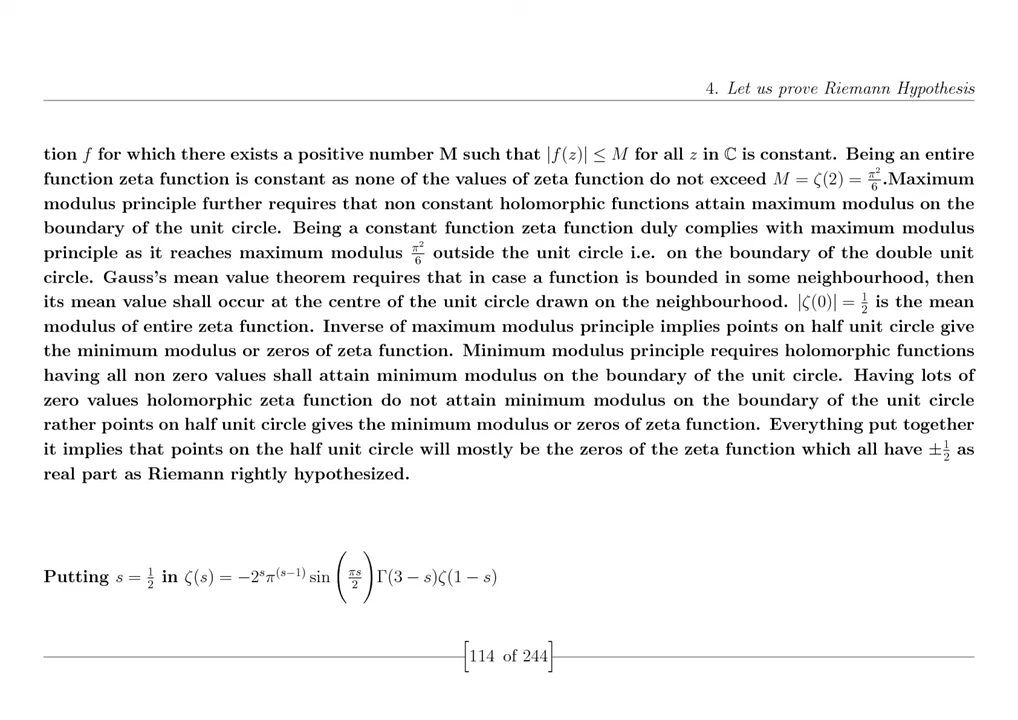 4. Let us prove Riemann Hypothesis
tion f for which there exists a positive number M such that |f(z)| ≤ M for all z in ℂ is constant. Being an entire
function zeta function is constant as none of the values of zeta function do not exceed M = ζ(2) = π²/6.Maximum
modulus principle further requires that non constant holomorphic functions attain maximum modulus on the
boundary of the unit circle. Being a constant function zeta function duly complies with maximum modulus
principle as it reaches maximum modulus π²/6 outside the unit circle i.e. on the boundary of the double unit
circle. Gauss's mean value theorem requires that in case a function is bounded in some neighbourhood, then
its mean value shall occur at the centre of the unit circle drawn on the neighbourhood. |ζ(0)| = 1/2 is the mean
modulus of entire zeta function. Inverse of maximum modulus principle implies points on half unit circle give
the minimum modulus or zeros of zeta function. Minimum modulus principle requires holomorphic functions
having all non zero values shall attain minimum modulus on the boundary of the unit circle. Having lots of
zero values holomorphic zeta function do not attain minimum modulus on the boundary of the unit circle
rather points on half unit circle gives the minimum modulus or zeros of zeta function. Everything put together
it implies that points on the half unit circle will mostly be the zeros of the zeta function which all have ±1/2 as
real part as Riemann rightly hypothesized.
Putting s = 1/2 in ζ(s) = −2^s π^(s−1) sin(πs/2)Γ(3 − s)ζ(1 − s)
[114 of 244]